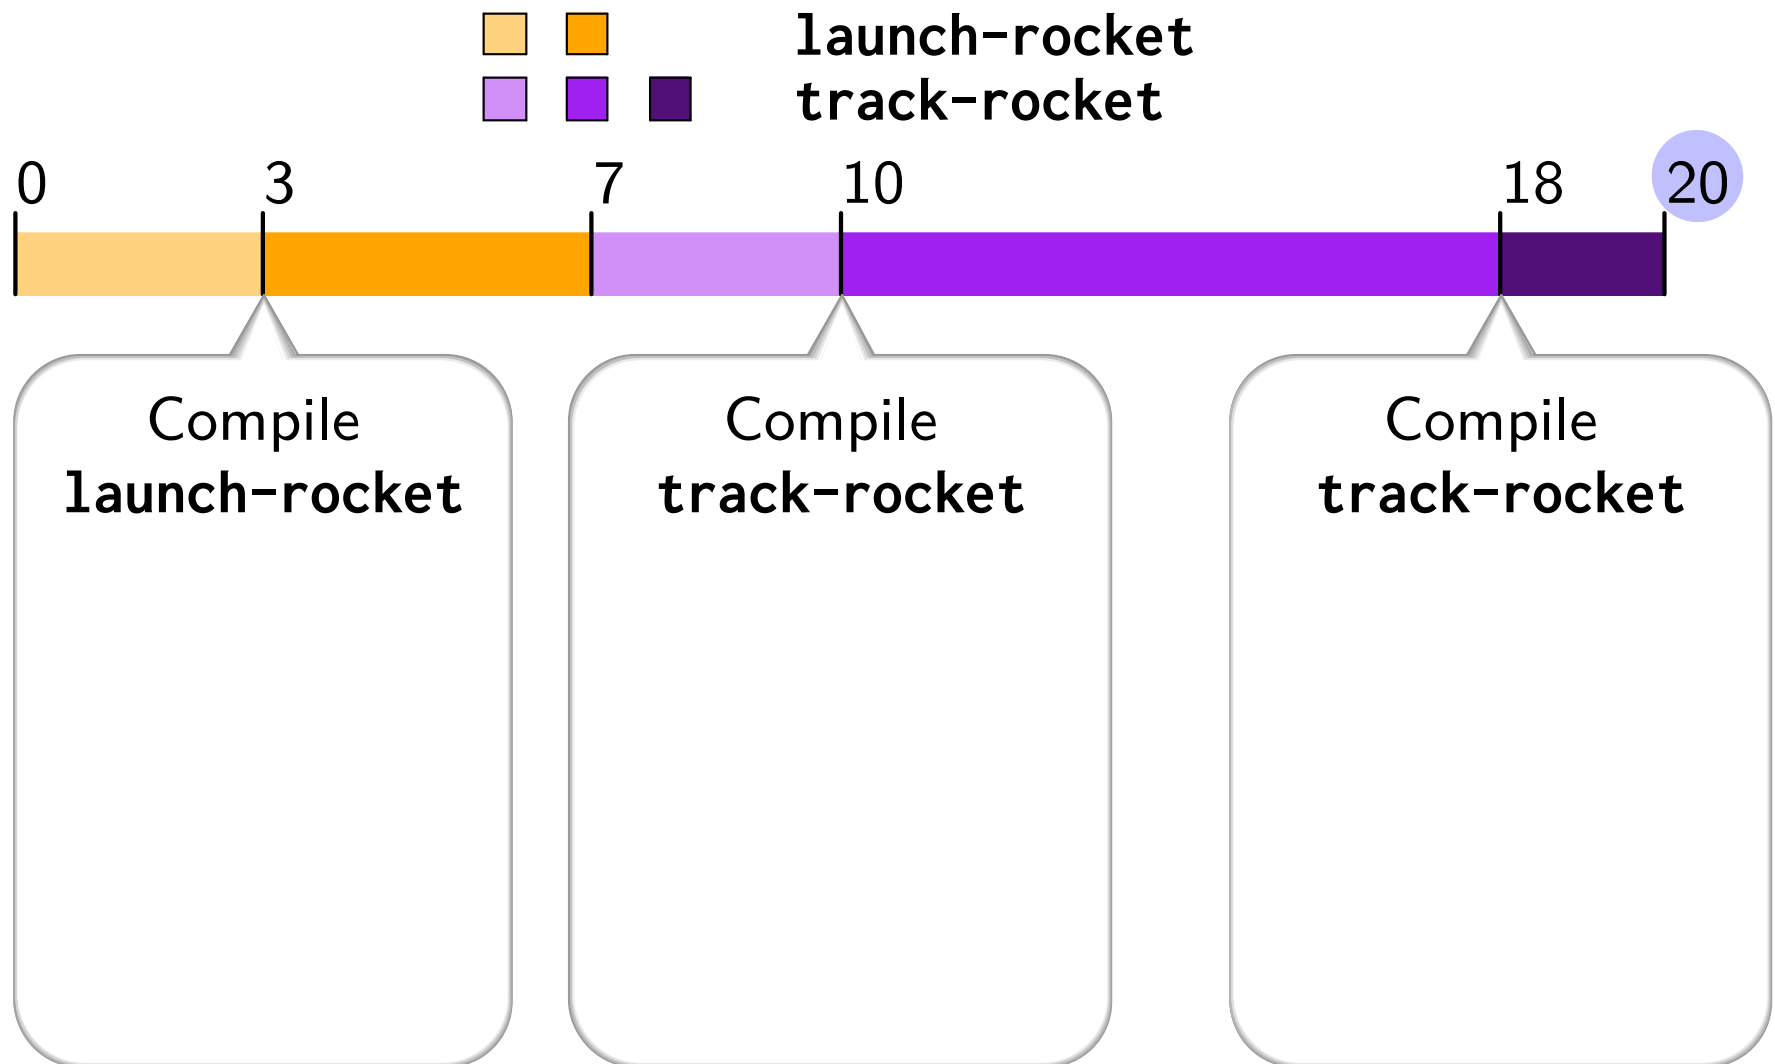 launch-rocket
track-rocket
0 3 7 10 18 20
Compile
launch-rocket
Compile
track-rocket
Compile
track-rocket